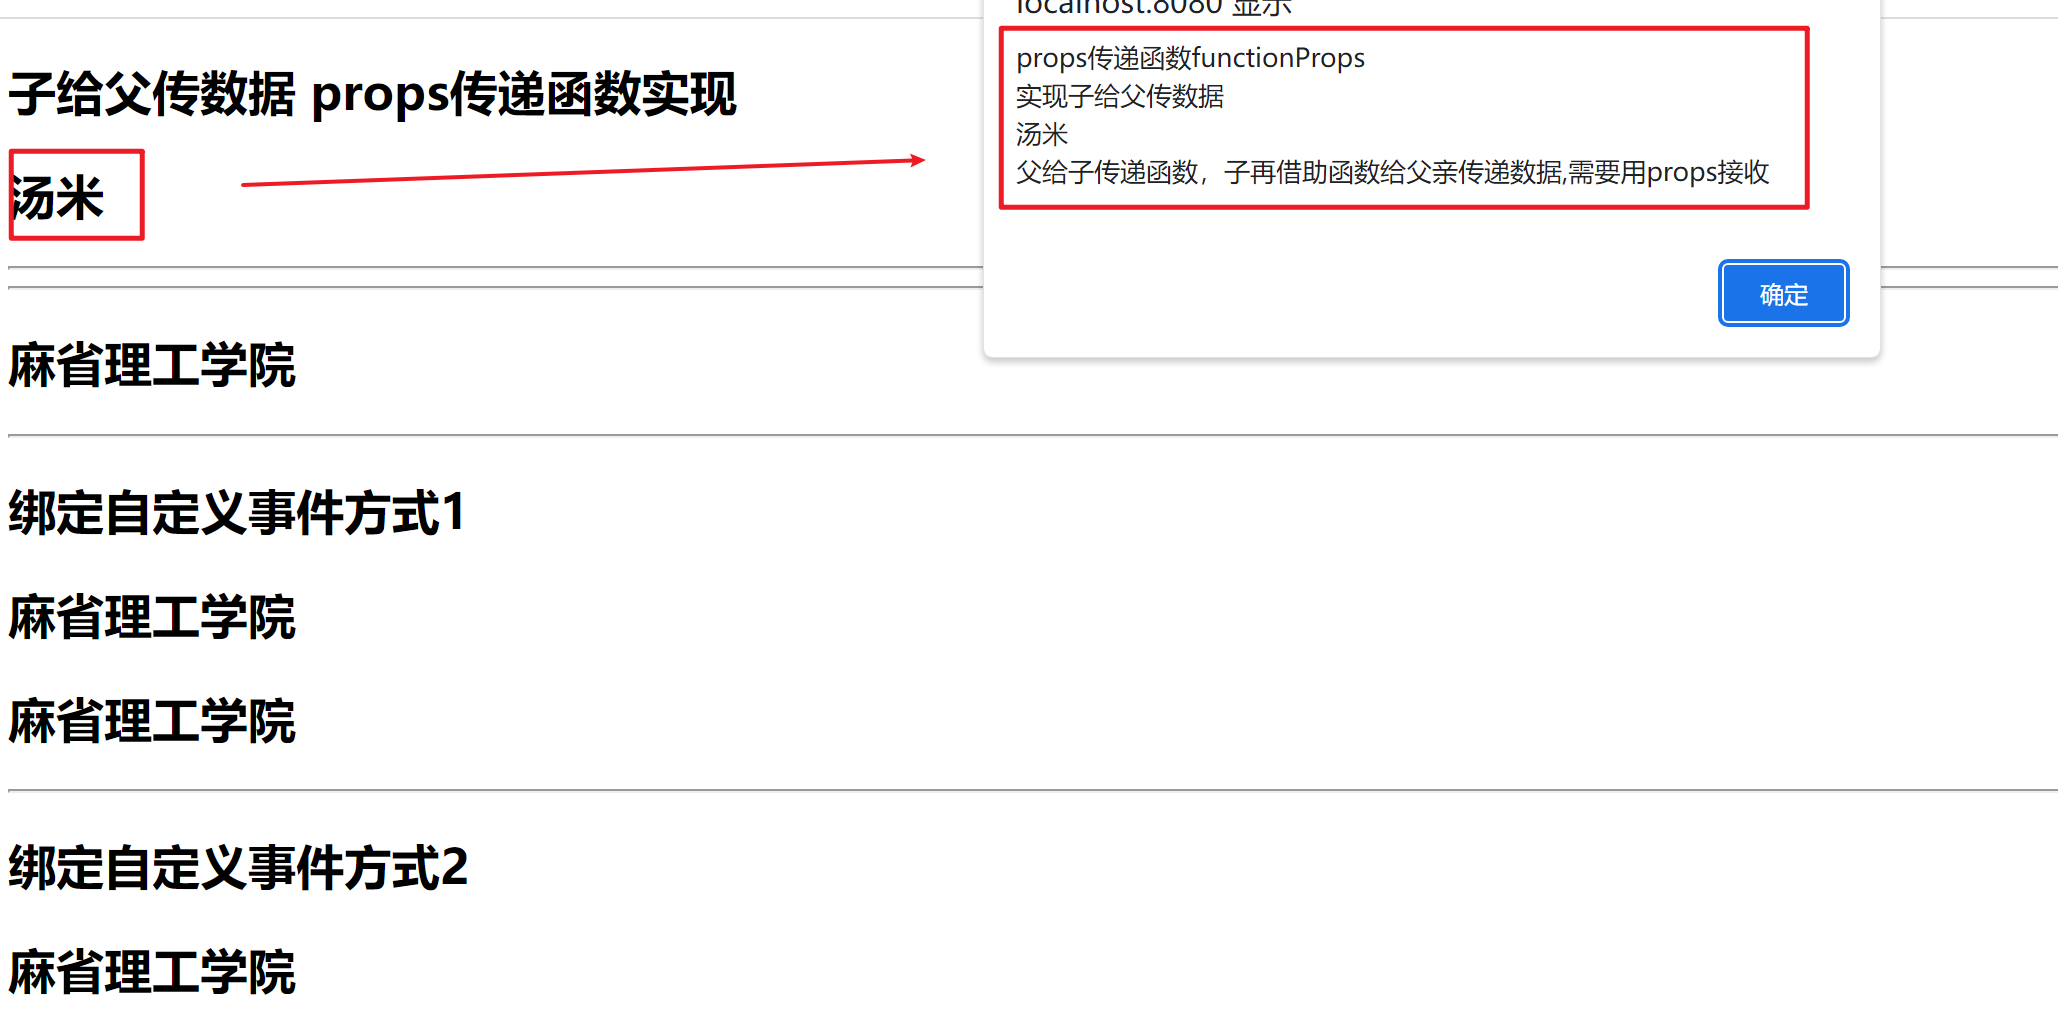 localhost:8080 显示
props传递函数functionProps
实现子给父传数据
汤米
父给子传递函数，子再借助函数给父亲传递数据,需要用props接收
确定
子给父传数据 props传递函数实现
汤米
麻省理工学院
绑定自定义事件方式1
麻省理工学院
麻省理工学院
绑定自定义事件方式2
麻省理工学院